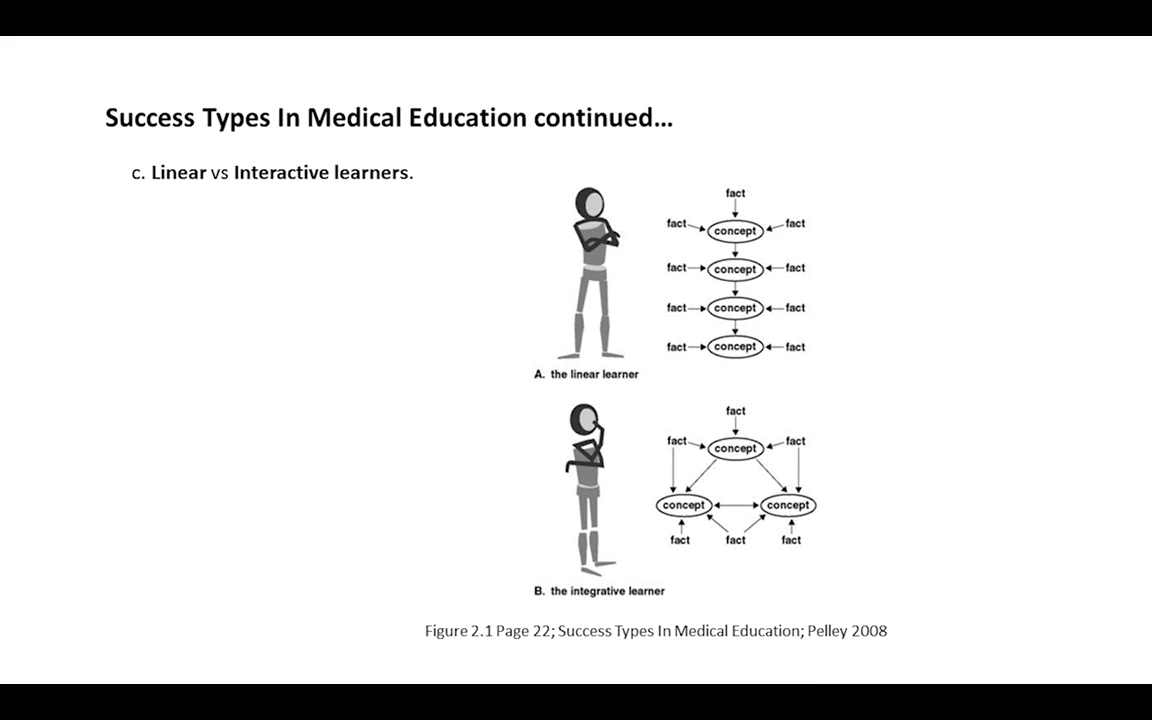 Success Types In Medical Education continued…
c. Linear vs Interactive learners.
fact
fact fact
concept
fact concept fact
fact concept fact
fact concept fact
A. the linear learner
fact
fact fact
concept
concept concept
fact fact fact
B. the integrative learner
Figure 2.1 Page 22; Success Types In Medical Education; Pelley 2008